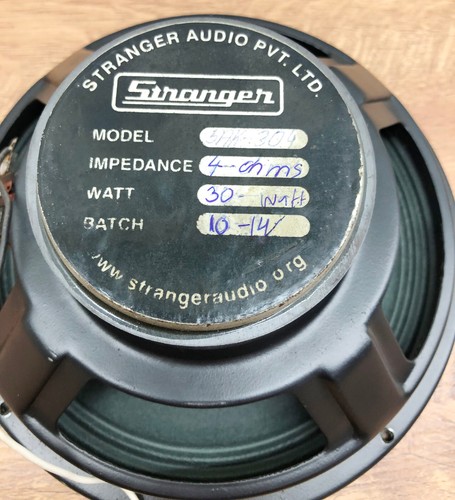 STRANGER AUDIO PVT. LTD.
Stranger
MODEL
IMPEDANCE 4-ohms
WATT 30-watt
BATCH 10-14
www.strangeraudio.org